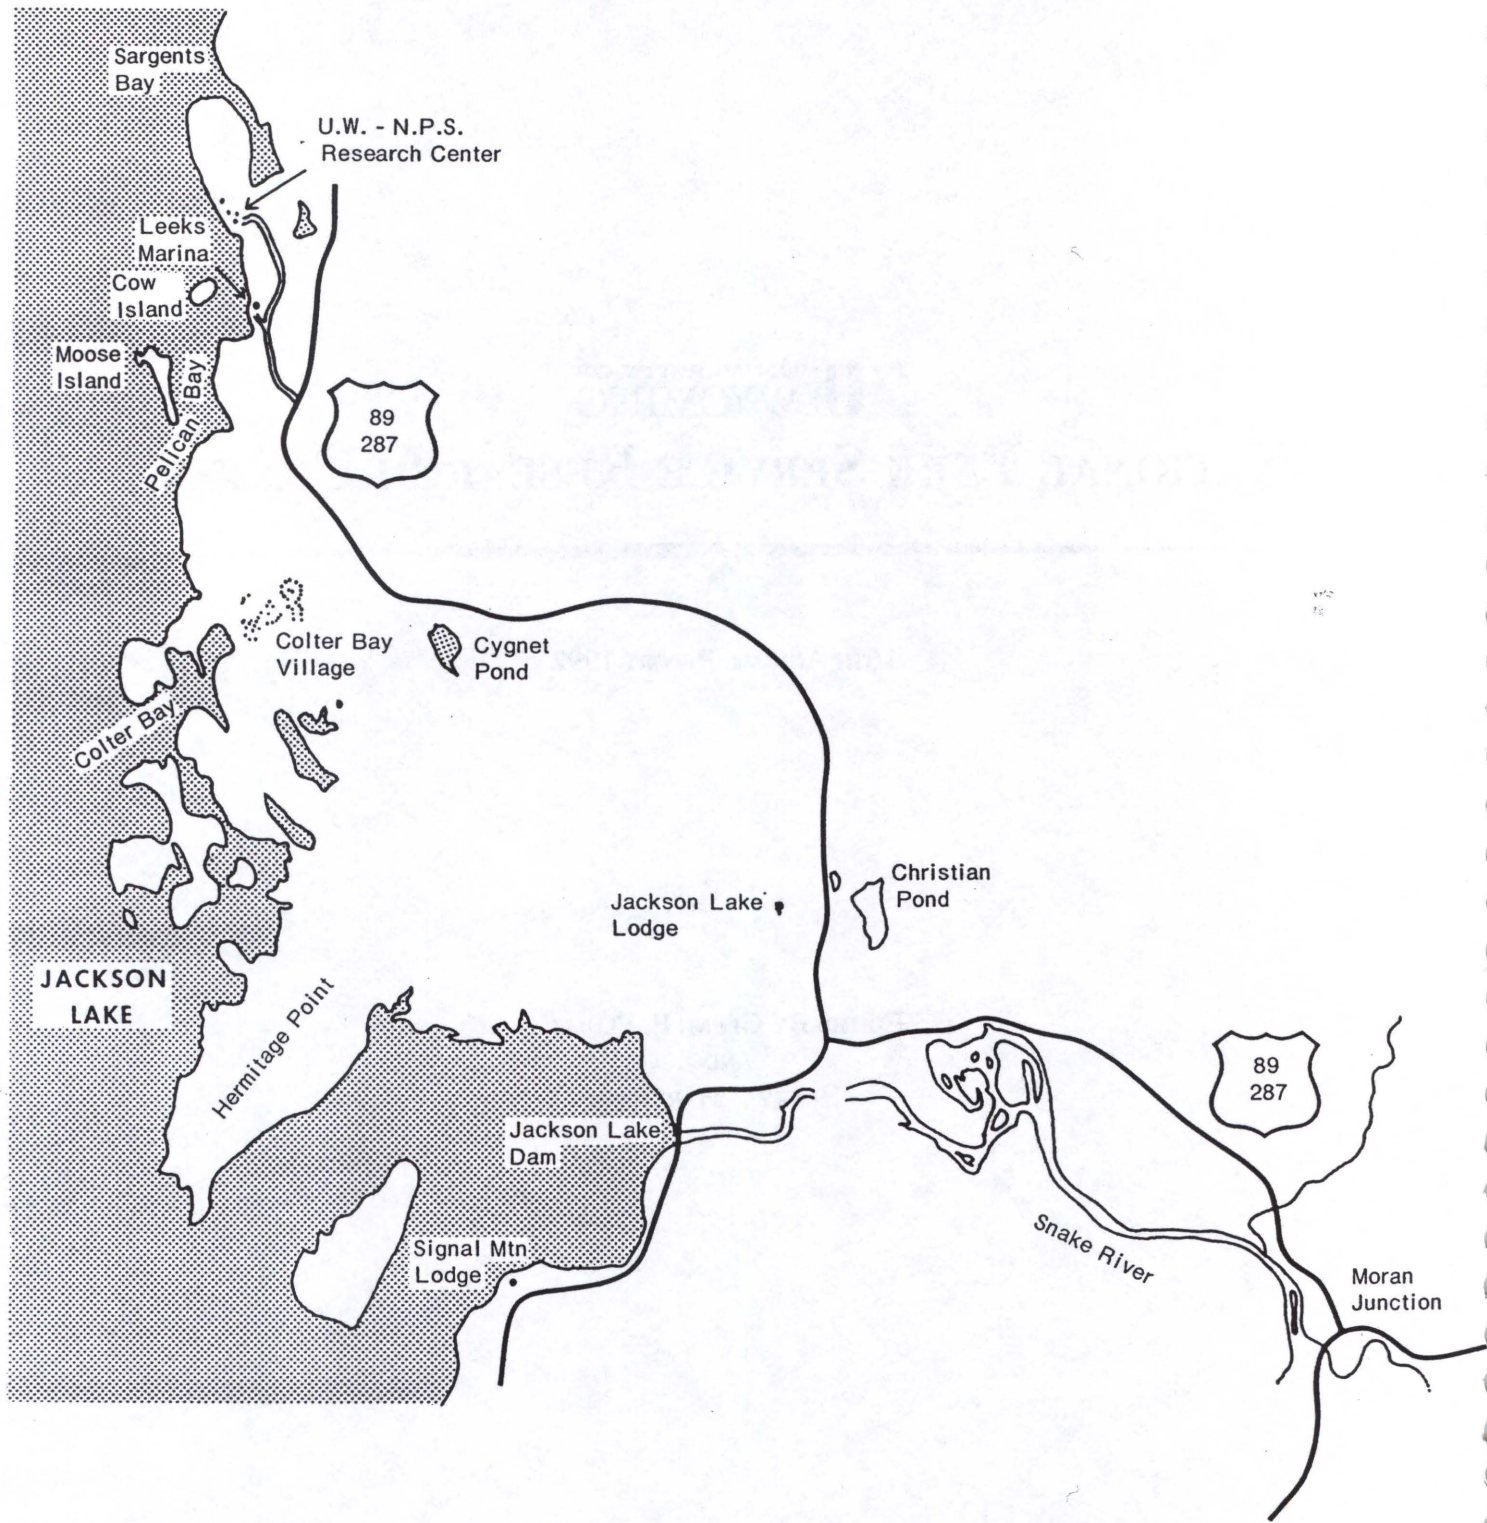 Sargents
Bay
U.W. - N.P.S.
Research Center
Leeks
Marina
Cow
Island
Moose
Island
Pelican Bay
89
287
Colter Bay
Village
Cygnet
Pond
Colter Bay
Christian
Pond
Jackson Lake
Lodge
JACKSON
LAKE
Hermitage Point
89
287
Jackson Lake
Dam
Snake River
Signal Mtn
Lodge
Moran
Junction